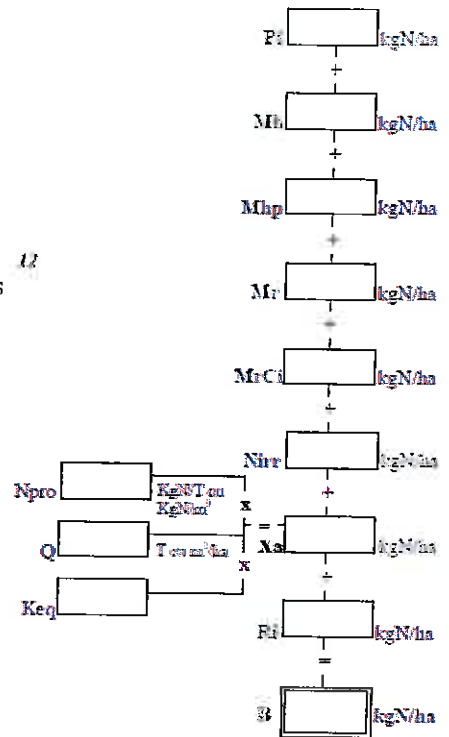 Pi kgN/ha
+
Mh kgN/ha
+
Mhp kgN/ha
+
12
s
Mr kgN/ha
+
MrCi kgN/ha
+
Nirr kgN/ha
+
Npro KgN/T ou
KgN/m³
x
= Xa kgN/ha
Q T ou m³/ha
x
Keq
+
Ri kgN/ha
=
B kgN/ha